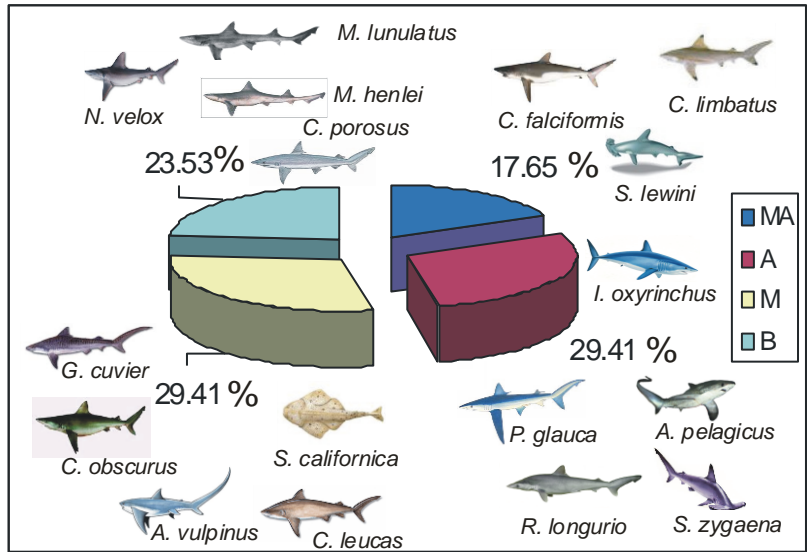 M. lunulatus
N. velox
M. henlei
C. porosus
C. falciformis
C. limbatus
23.53%
17.65 %
S. lewini
MA
A
M
B
I. oxyrinchus
G. cuvier
29.41 %
29.41 %
C. obscurus
S. californica
P. glauca
A. pelagicus
A. vulpinus
C. leucas
R. longurio
S. zygaena